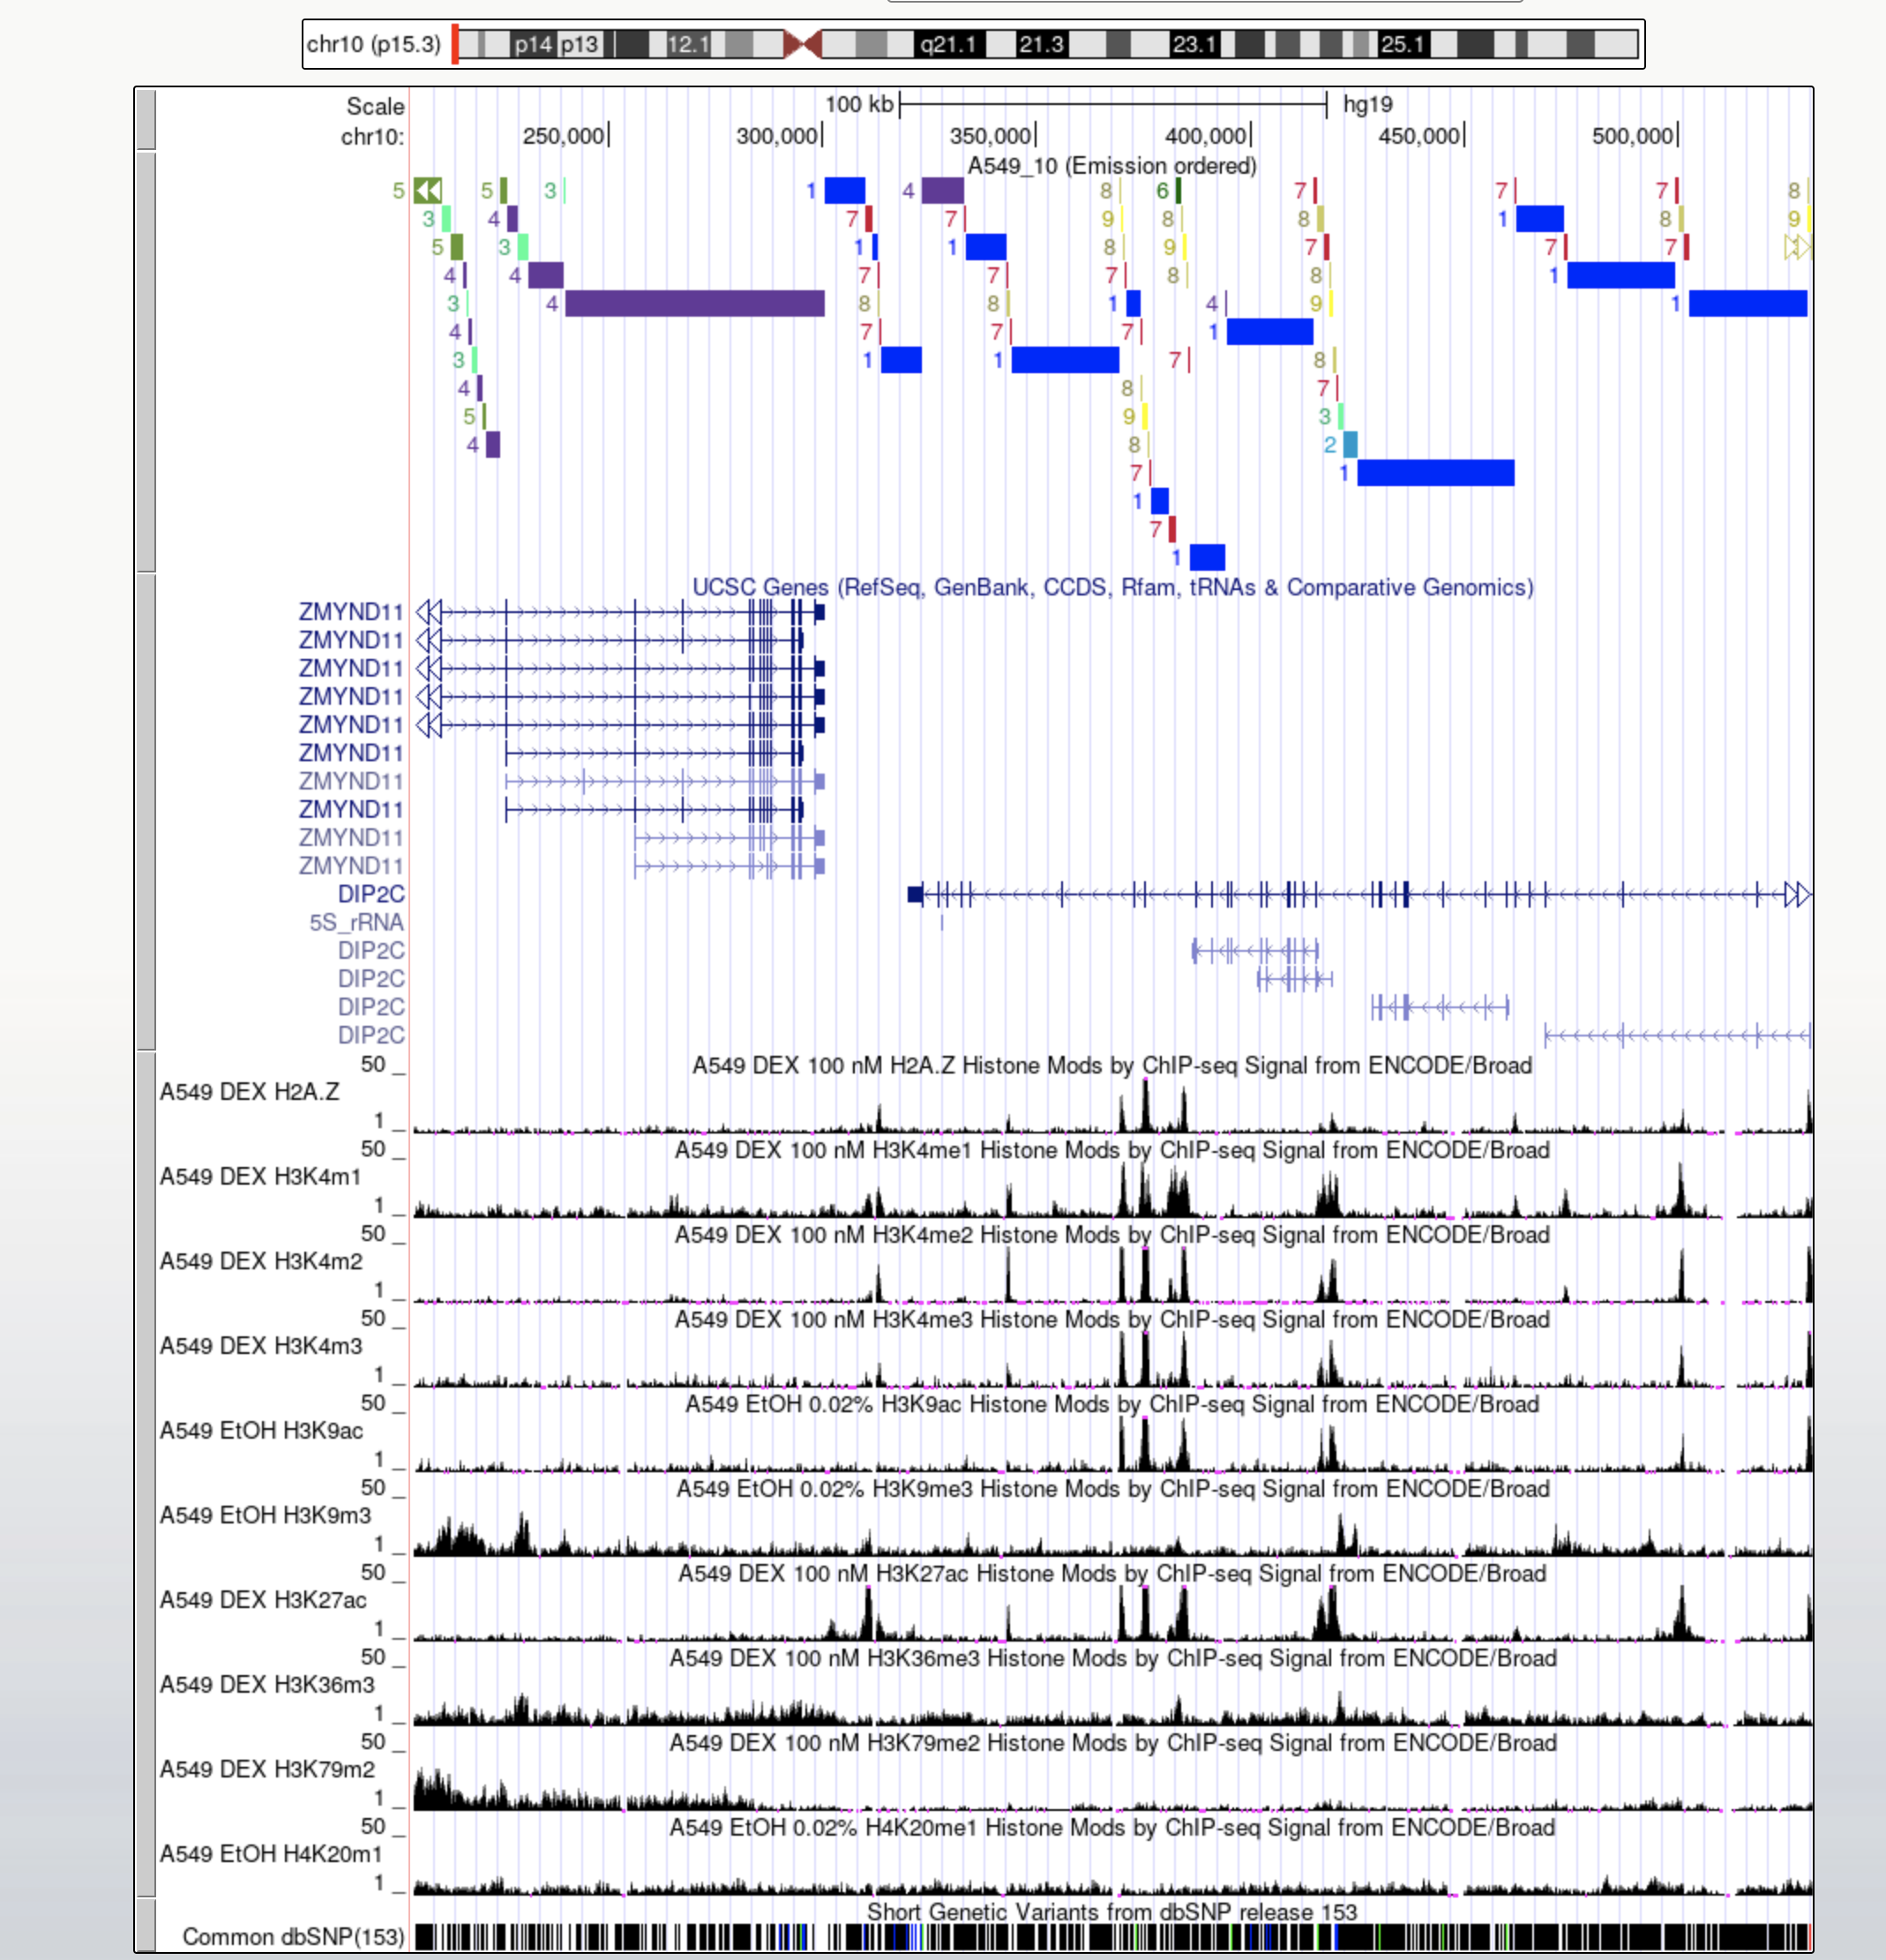 chr10 (p15.3) p14 p13 12.1 q21.1 21.3 23.1 25.1
Scale 100 kb hg19
chr10: 250,000 300,000 350,000 400,000 450,000 500,000
A549_10 (Emission ordered)
5 5 3 1 4 8 6 7 7 7 8
3 4 7 7 9 8 8 1 8 9
5 3 1 1 8 9 7 7 7
4 4 7 7 7 8 8 1
3 4 8 8 1 4 9 1
4 7 7 7 1
3 1 1 7 8
4 8 7
5 9 3
4 8 2
7 1
1
7
1
UCSC Genes (RefSeq, GenBank, CCDS, Rfam, tRNAs & Comparative Genomics)
ZMYND11
ZMYND11
ZMYND11
ZMYND11
ZMYND11
ZMYND11
ZMYND11
ZMYND11
ZMYND11
ZMYND11
DIP2C
5S_rRNA
DIP2C
DIP2C
DIP2C
DIP2C
50 _ A549 DEX 100 nM H2A.Z Histone Mods by ChIP-seq Signal from ENCODE/Broad
A549 DEX H2A.Z
1 _
50 _ A549 DEX 100 nM H3K4me1 Histone Mods by ChIP-seq Signal from ENCODE/Broad
A549 DEX H3K4m1
1 _
50 _ A549 DEX 100 nM H3K4me2 Histone Mods by ChIP-seq Signal from ENCODE/Broad
A549 DEX H3K4m2
1 _
50 _ A549 DEX 100 nM H3K4me3 Histone Mods by ChIP-seq Signal from ENCODE/Broad
A549 DEX H3K4m3
1 _
50 _ A549 EtOH 0.02% H3K9ac Histone Mods by ChIP-seq Signal from ENCODE/Broad
A549 EtOH H3K9ac
1 _
50 _ A549 EtOH 0.02% H3K9me3 Histone Mods by ChIP-seq Signal from ENCODE/Broad
A549 EtOH H3K9m3
1 _
50 _ A549 DEX 100 nM H3K27ac Histone Mods by ChIP-seq Signal from ENCODE/Broad
A549 DEX H3K27ac
1 _
50 _ A549 DEX 100 nM H3K36me3 Histone Mods by ChIP-seq Signal from ENCODE/Broad
A549 DEX H3K36m3
1 _
50 _ A549 DEX 100 nM H3K79me2 Histone Mods by ChIP-seq Signal from ENCODE/Broad
A549 DEX H3K79m2
1 _
50 _ A549 EtOH 0.02% H4K20me1 Histone Mods by ChIP-seq Signal from ENCODE/Broad
A549 EtOH H4K20m1
1 _
Short Genetic Variants from dbSNP release 153
Common dbSNP(153)